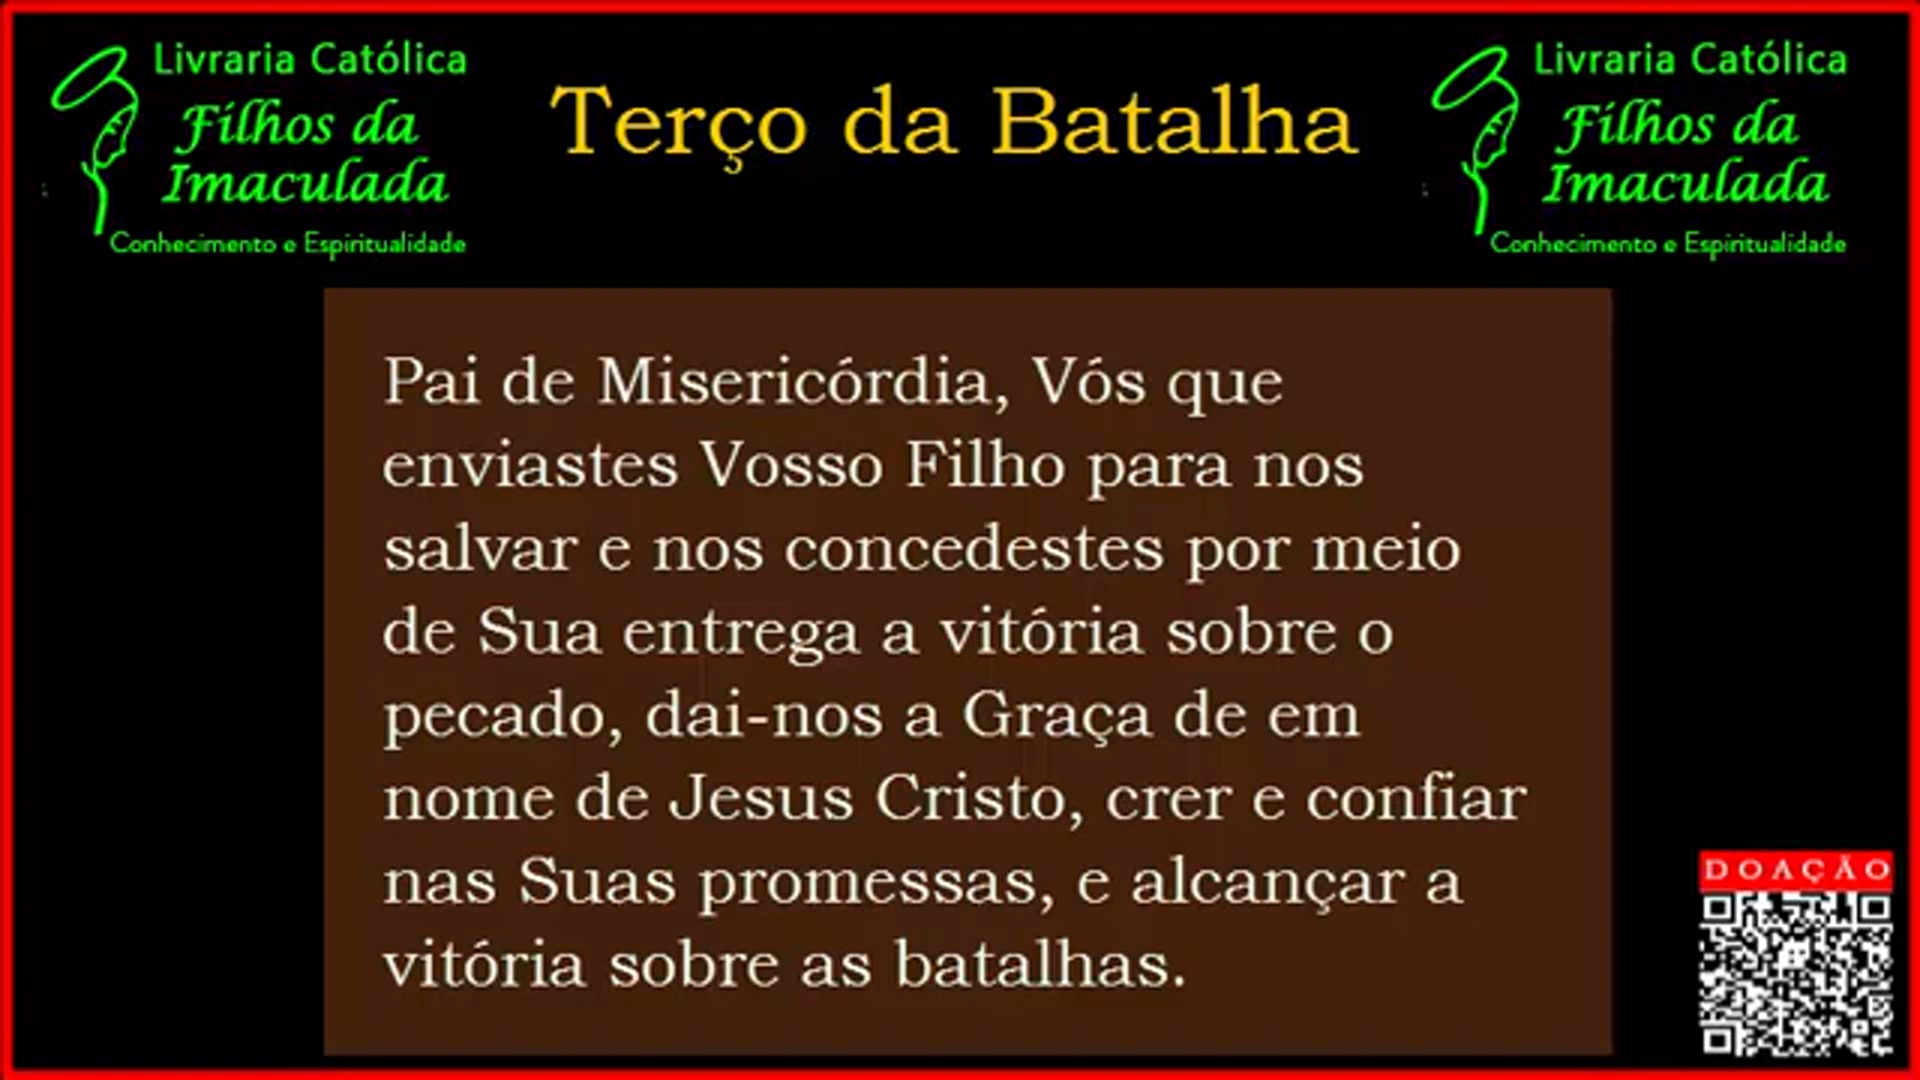 Livraria Católica
Filhos da
Imaculada
Conhecimento e Espiritualidade
Terço da Batalha
Livraria Católica
Filhos da
Imaculada
Conhecimento e Espiritualidade
Pai de Misericórdia, Vós que
enviastes Vosso Filho para nos
salvar e nos concedestes por meio
de Sua entrega a vitória sobre o
pecado, dai-nos a Graça de em
nome de Jesus Cristo, crer e confiar
nas Suas promessas, e alcançar a
vitória sobre as batalhas.
DOAÇÃO